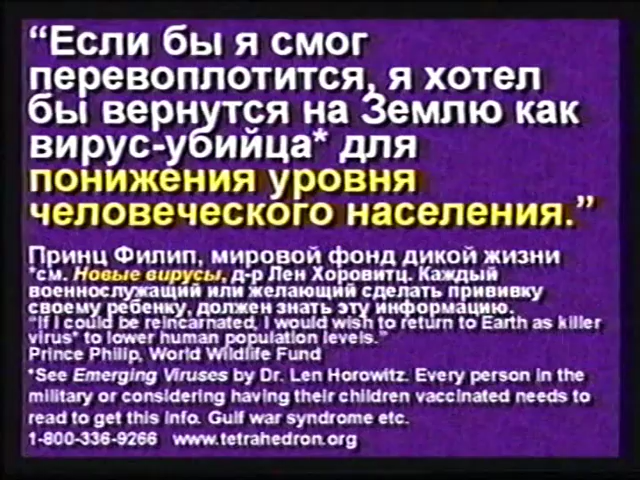 “Если бы я смог
перевоплотится, я хотел
бы вернутся на Землю как
вирус-убийца* для
понижения уровня
человеческого населения.”
Принц Филип, мировой фонд дикой жизни
*см. Новые вирусы, д-р Лен Хоровитц. Каждый
военнослужащий или желающий сделать прививку
своему ребенку, должен знать эту информацию.
“If I could be reincarnated, I would wish to return to Earth as killer
virus* to lower human population levels.”
Prince Philip, World Wildlife Fund
*See Emerging Viruses by Dr. Len Horowitz. Every person in the
military or considering having their children vaccinated needs to
read to get this info. Gulf war syndrome etc.
1-800-336-9266 www.tetrahedron.org